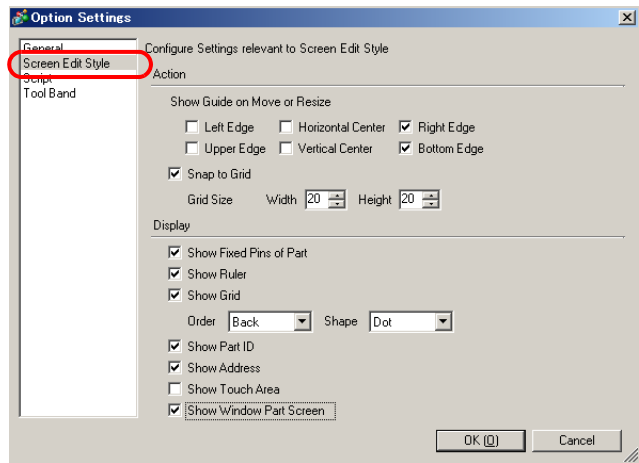 Option Settings
General
Screen Edit Style
Script
Tool Band
Configure Settings relevant to Screen Edit Style
Action
Show Guide on Move or Resize
Left Edge Horizontal Center Right Edge
Upper Edge Vertical Center Bottom Edge
Snap to Grid
Grid Size Width 20 Height 20
Display
Show Fixed Pins of Part
Show Ruler
Show Grid
Order Back Shape Dot
Show Part ID
Show Address
Show Touch Area
Show Window Part Screen
OK (O) Cancel